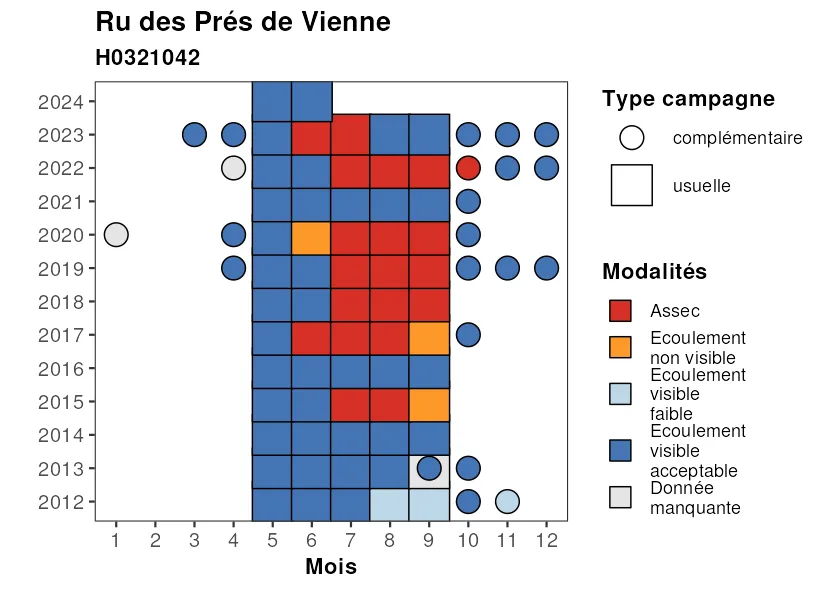 Ru des Prés de Vienne
H0321042
2024
2023
2022
2021
2020
2019
2018
2017
2016
2015
2014
2013
2012
1 2 3 4 5 6 7 8 9 10 11 12
Mois
Type campagne
complémentaire
usuelle
Modalités
Assec
Ecoulement
non visible
Ecoulement
visible
faible
Ecoulement
visible
acceptable
Donnée
manquante